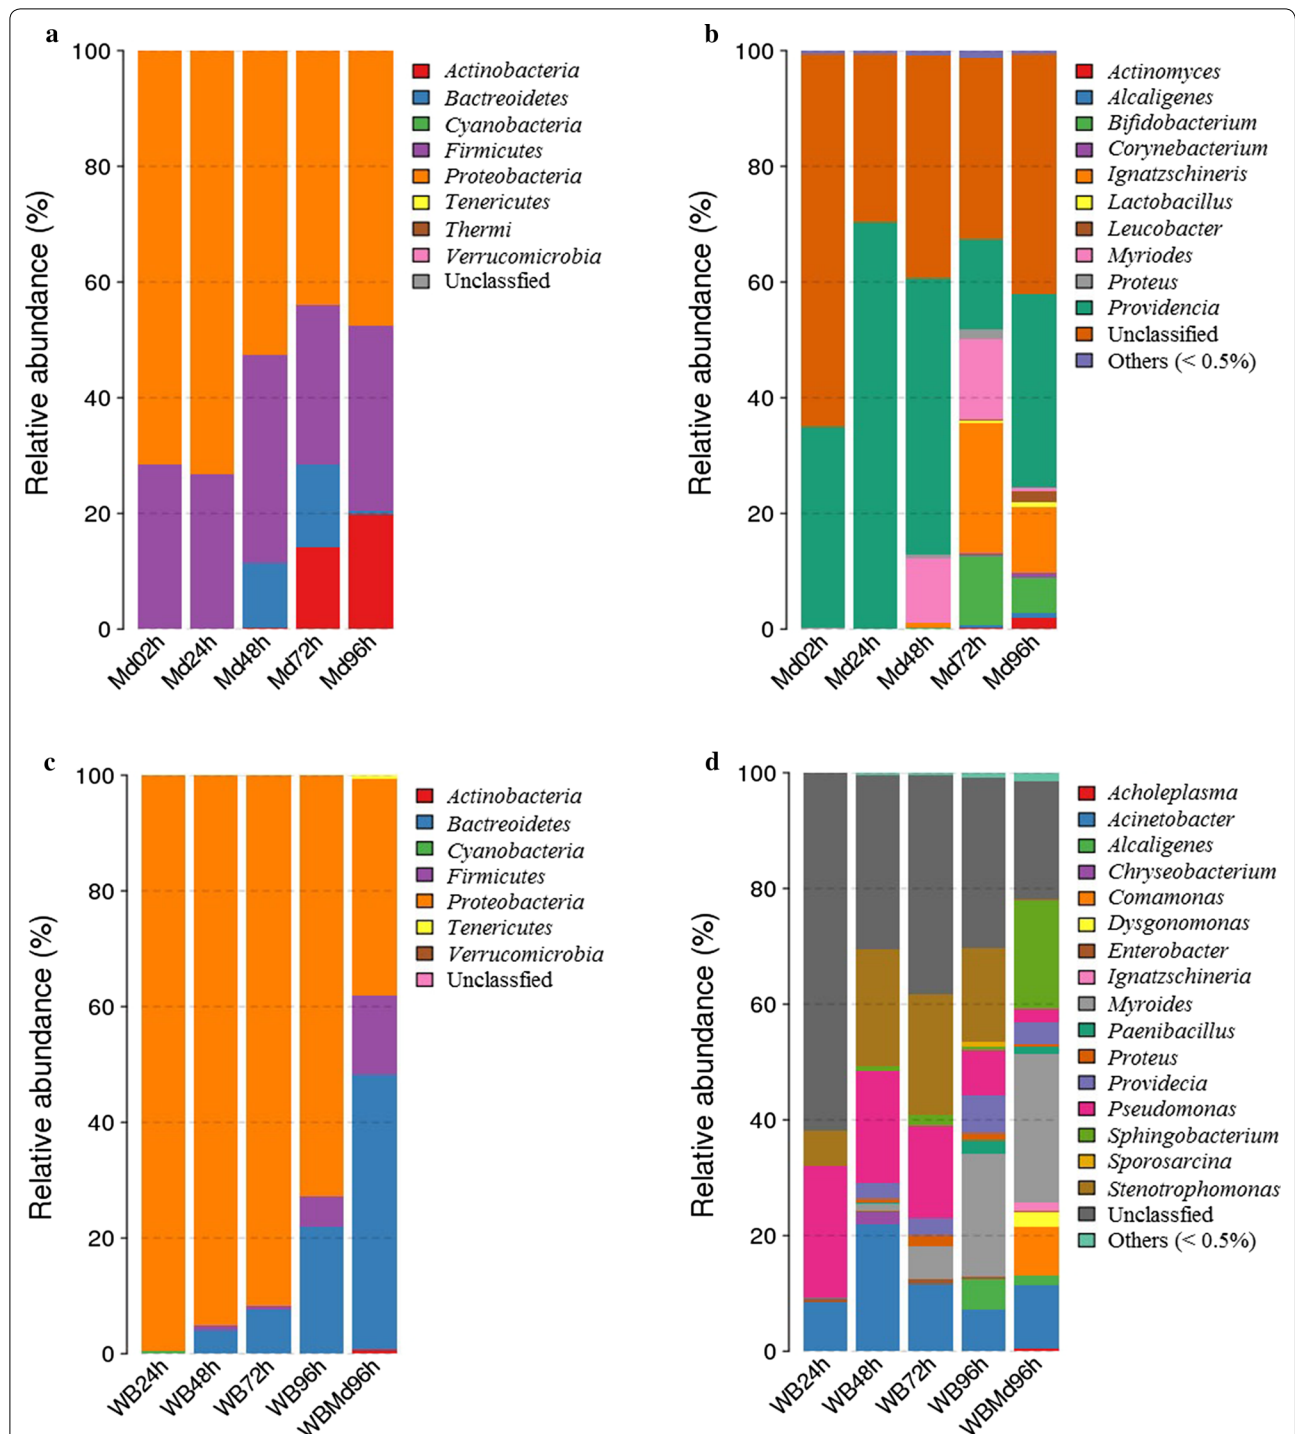 a
Relative abundance (%)
100
80
60
40
20
0
Md02h
Md24h
Md48h
Md72h
Md96h
Actinobacteria
Bactreoidetes
Cyanobacteria
Firmicutes
Proteobacteria
Tenericutes
Thermi
Verrucomicrobia
Unclassfied
b
Relative abundance (%)
100
80
60
40
20
0
Md02h
Md24h
Md48h
Md72h
Md96h
Actinomyces
Alcaligenes
Bifidobacterium
Corynebacterium
Ignatzschineris
Lactobacillus
Leucobacter
Myriodes
Proteus
Providencia
Unclassified
Others (< 0.5%)
c
Relative abundance (%)
100
80
60
40
20
0
WB24h
WB48h
WB72h
WB96h
WBMd96h
Actinobacteria
Bactreoidetes
Cyanobacteria
Firmicutes
Proteobacteria
Tenericutes
Verrucomicrobia
Unclassfied
d
Relative abundance (%)
100
80
60
40
20
0
WB24h
WB48h
WB72h
WB96h
WBMd96h
Acholeplasma
Acinetobacter
Alcaligenes
Chryseobacterium
Comamonas
Dysgonomonas
Enterobacter
Ignatzschineria
Myroides
Paenibacillus
Proteus
Providecia
Pseudomonas
Sphingobacterium
Sporosarcina
Stenotrophomonas
Unclassfied
Others (< 0.5%)